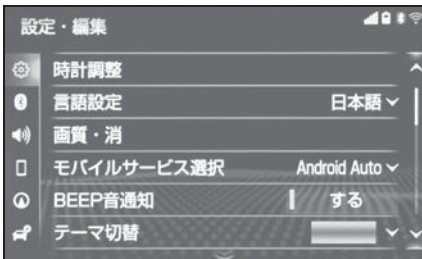 設定・編集
時計調整
言語設定 日本語
画質・消
モバイルサービス選択 Android Auto
BEEP音通知 する
テーマ切替